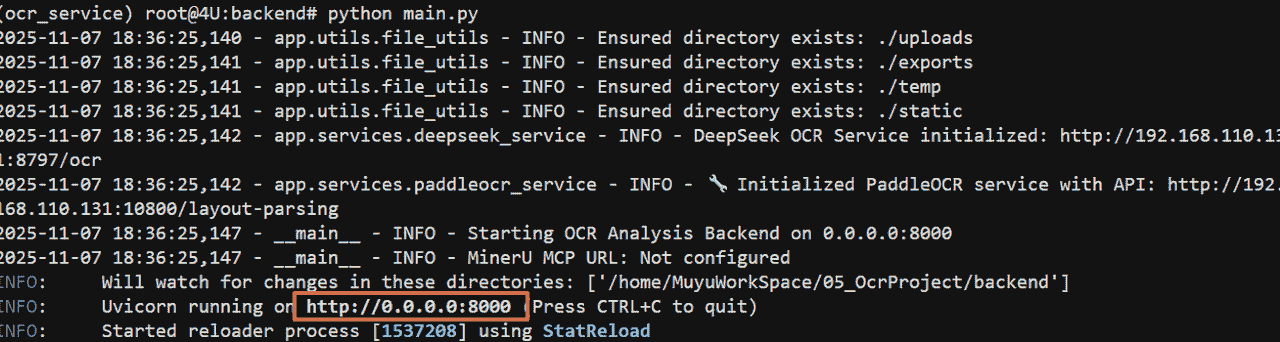 (ocr_service) root@4U:backend# python main.py
2025-11-07 18:36:25,140 - app.utils.file_utils - INFO - Ensured directory exists: ./uploads
2025-11-07 18:36:25,141 - app.utils.file_utils - INFO - Ensured directory exists: ./exports
2025-11-07 18:36:25,141 - app.utils.file_utils - INFO - Ensured directory exists: ./temp
2025-11-07 18:36:25,141 - app.utils.file_utils - INFO - Ensured directory exists: ./static
2025-11-07 18:36:25,142 - app.services.deepseek_service - INFO - DeepSeek OCR Service initialized: http://192.168.110.13
1:8797/ocr
2025-11-07 18:36:25,142 - app.services.paddleocr_service - INFO - 🔧 Initialized PaddleOCR service with API: http://192.
168.110.131:10800/layout-parsing
2025-11-07 18:36:25,147 - __main__ - INFO - Starting OCR Analysis Backend on 0.0.0.0:8000
2025-11-07 18:36:25,147 - __main__ - INFO - MinerU MCP URL: Not configured
INFO:     Will watch for changes in these directories: ['/home/MuyuWorkSpace/05_OcrProject/backend']
INFO:     Uvicorn running on http://0.0.0.0:8000 (Press CTRL+C to quit)
INFO:     Started reloader process [1537208] using StatReload